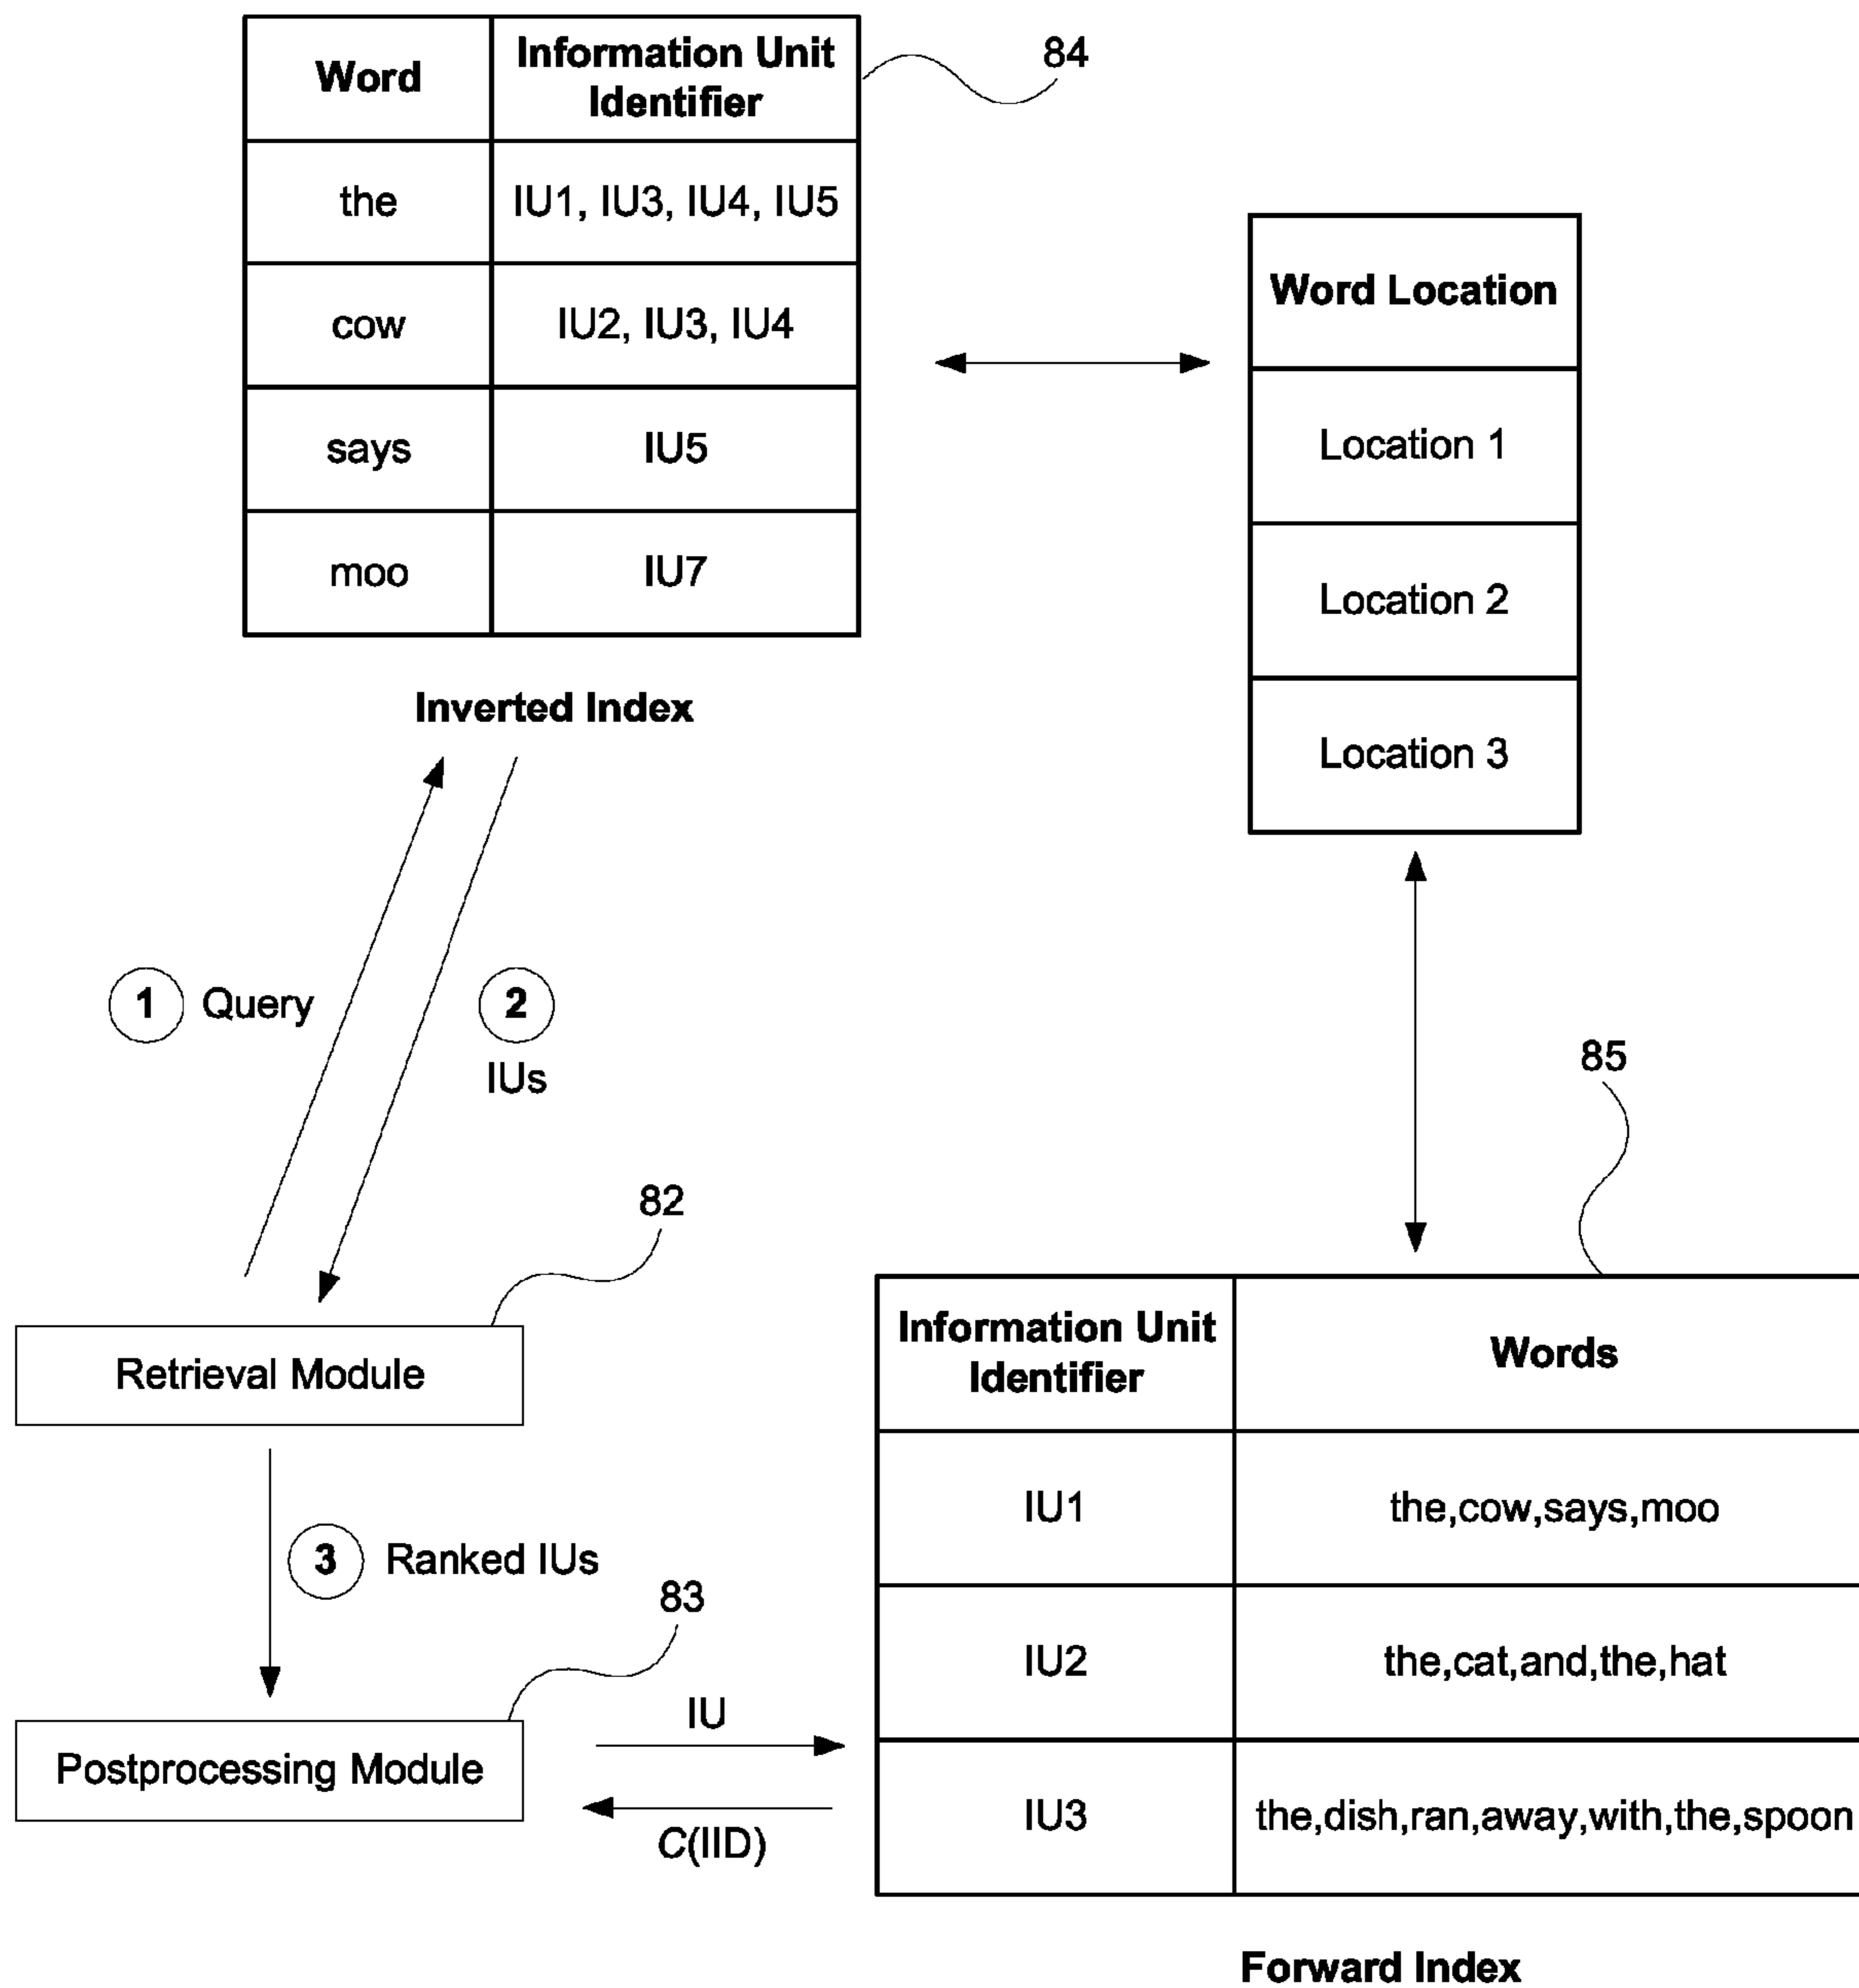 Word
Information Unit
Identifier
84
the
IU1, IU3, IU4, IU5
cow
IU2, IU3, IU4
says
IU5
moo
IU7
Inverted Index
Word Location
Location 1
Location 2
Location 3
1 Query
2
IUs
82
Retrieval Module
3 Ranked IUs
83
Postprocessing Module
IU
C(IID)
85
Information Unit
Identifier
Words
IU1
the,cow,says,moo
IU2
the,cat,and,the,hat
IU3
the,dish,ran,away,with,the,spoon
Forward Index